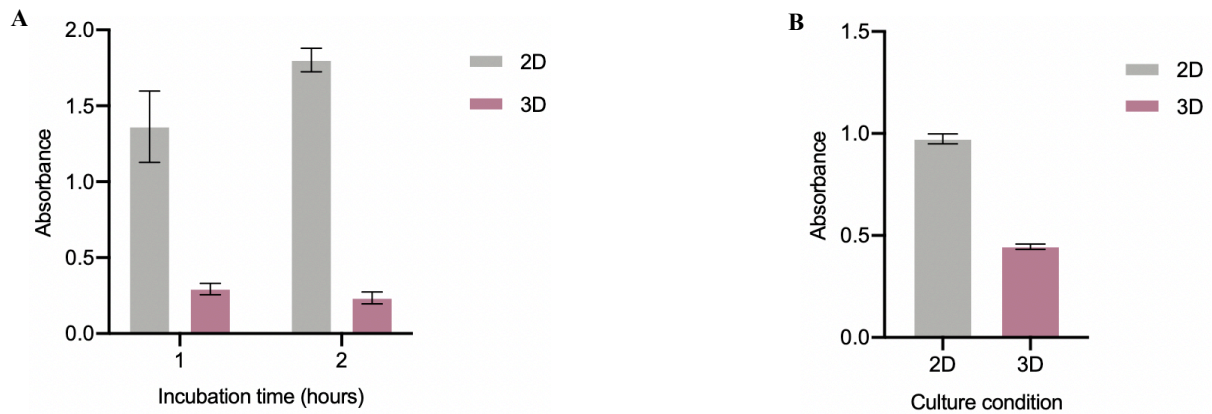 A
2.0
1.5
1.0
0.5
0.0
Absorbance
1
2
Incubation time (hours)
2D
3D
B
1.5
1.0
0.5
0.0
Absorbance
2D
3D
Culture condition
2D
3D